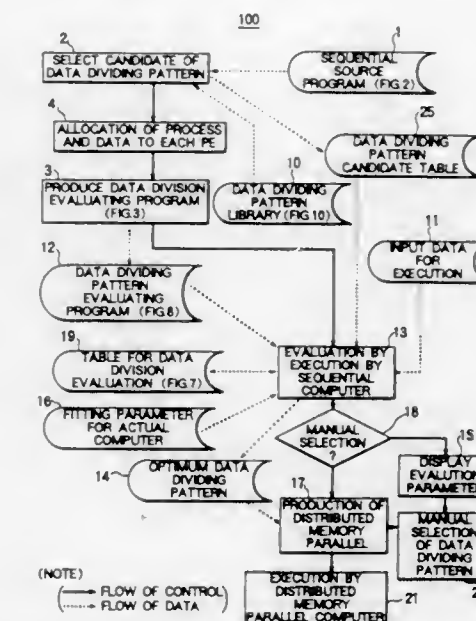 100
2
SELECT CANDIDATE OF
DATA DIVIDING PATTERN
1
SEQUENTIAL
SOURCE
PROGRAM (FIG.2)
4
ALLOCATION OF PROCESS
AND DATA TO EACH PE
25
DATA DIVIDING
PATTERN
CANDIDATE TABLE
3
PRODUCE DATA DIVISION
EVALUATING PROGRAM
(FIG.3)
10
DATA DIVIDING
PATTERN
LIBRARY (FIG.10)
11
INPUT DATA
FOR
EXECUTION
12
DATA DIVIDING
PATTERN
EVALUATING
PROGRAM (FIG.8)
19
TABLE FOR DATA
DIVISION
EVALUATION (FIG.7)
13
EVALUATION BY
EXECUTION BY
SEQUENTIAL
COMPUTER
16
FITTING PARAMETER
FOR ACTUAL
COMPUTER
18
MANUAL
SELECTION
?
15
DISPLAY
EVALUTION
PARAMETE
14
OPTIMUM DATA
DIVIDING
PATTERN
17
PRODUCTION OF
DISTRIBUTED
MEMORY
PARALLEL
MANUAL
SELECTION
OF DATA
DIVIDING
PATTERN
2
EXECUTION BY
DISTRIBUTED
MEMORY
PARALLEL COMPUTER
21
(NOTE)
FLOW OF CONTROL
FLOW OF DATA